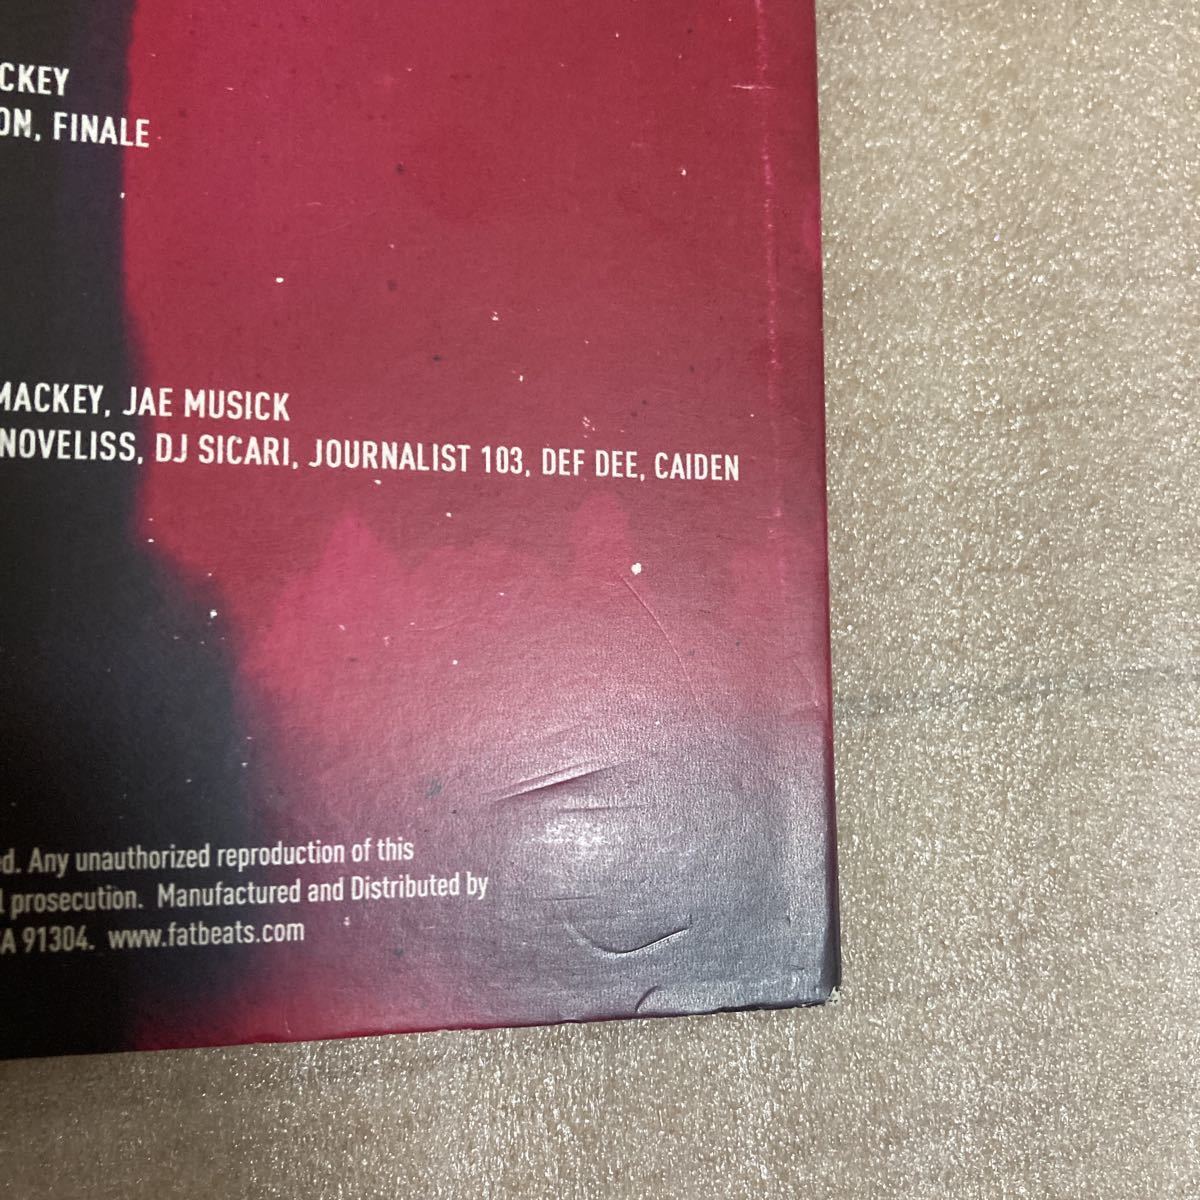 CKEY
ON, FINALE
MACKEY, JAE MUSICK
NOVELISS, DJ SICARI, JOURNALIST 103, DEF DEE, CAIDEN
d. Any unauthorized reproduction of this
l prosecution. Manufactured and Distributed by
CA 91304. www.fatbeats.com